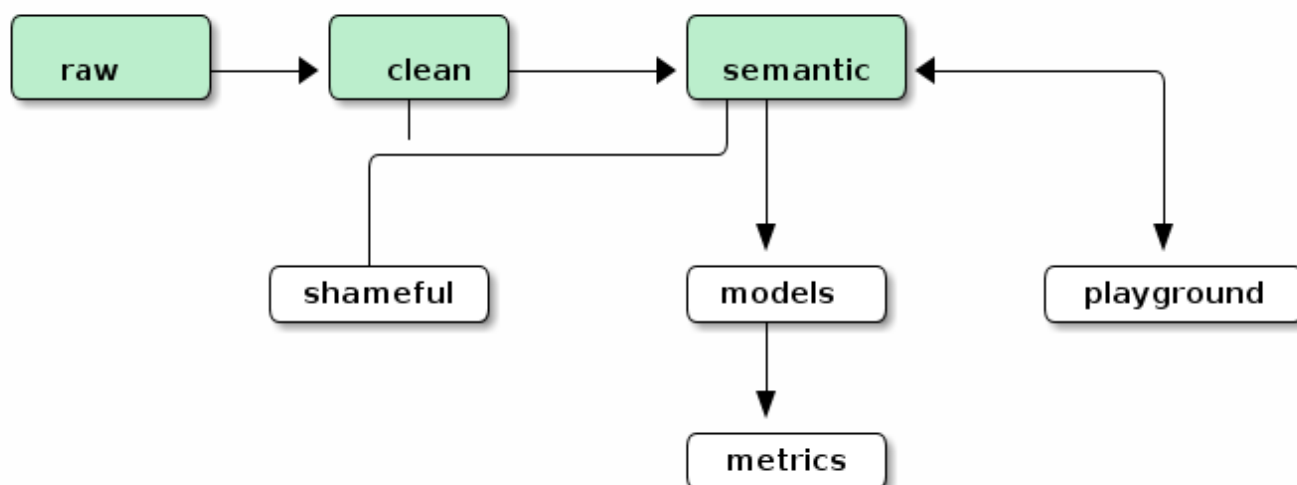 raw
clean
semantic
shameful
models
playground
metrics